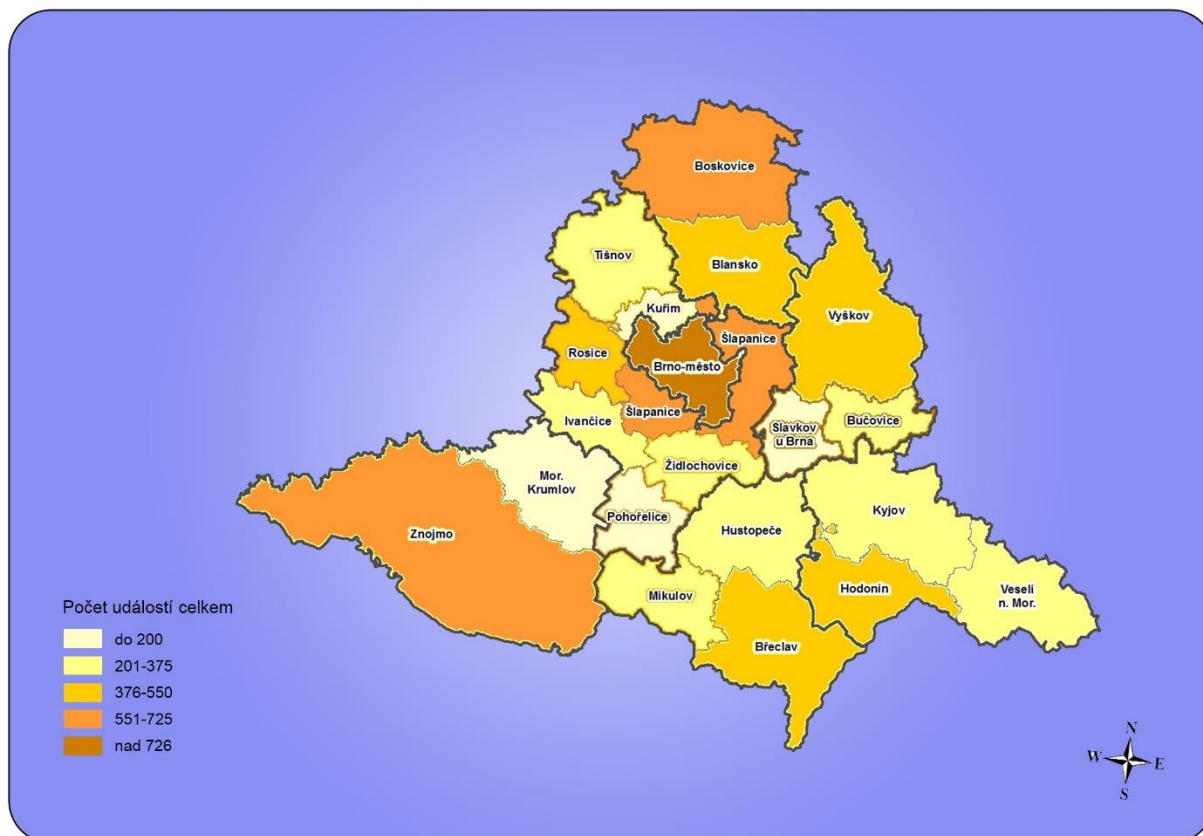 Boskovice
Tišnov
Blansko
Kuřim
Vyškov
Šlapanice
Rosice
Brno-město
Šlapanice
Ivančice
Slavkov
u Brna
Bučovice
Židlochovice
Mor.
Krumlov
Pohořelice
Kyjov
Hustopeče
Znojmo
Mikulov
Hodonín
Veselí
n. Mor.
Břeclav
Počet událostí celkem
do 200
201-375
376-550
551-725
nad 726
N
W
E
S